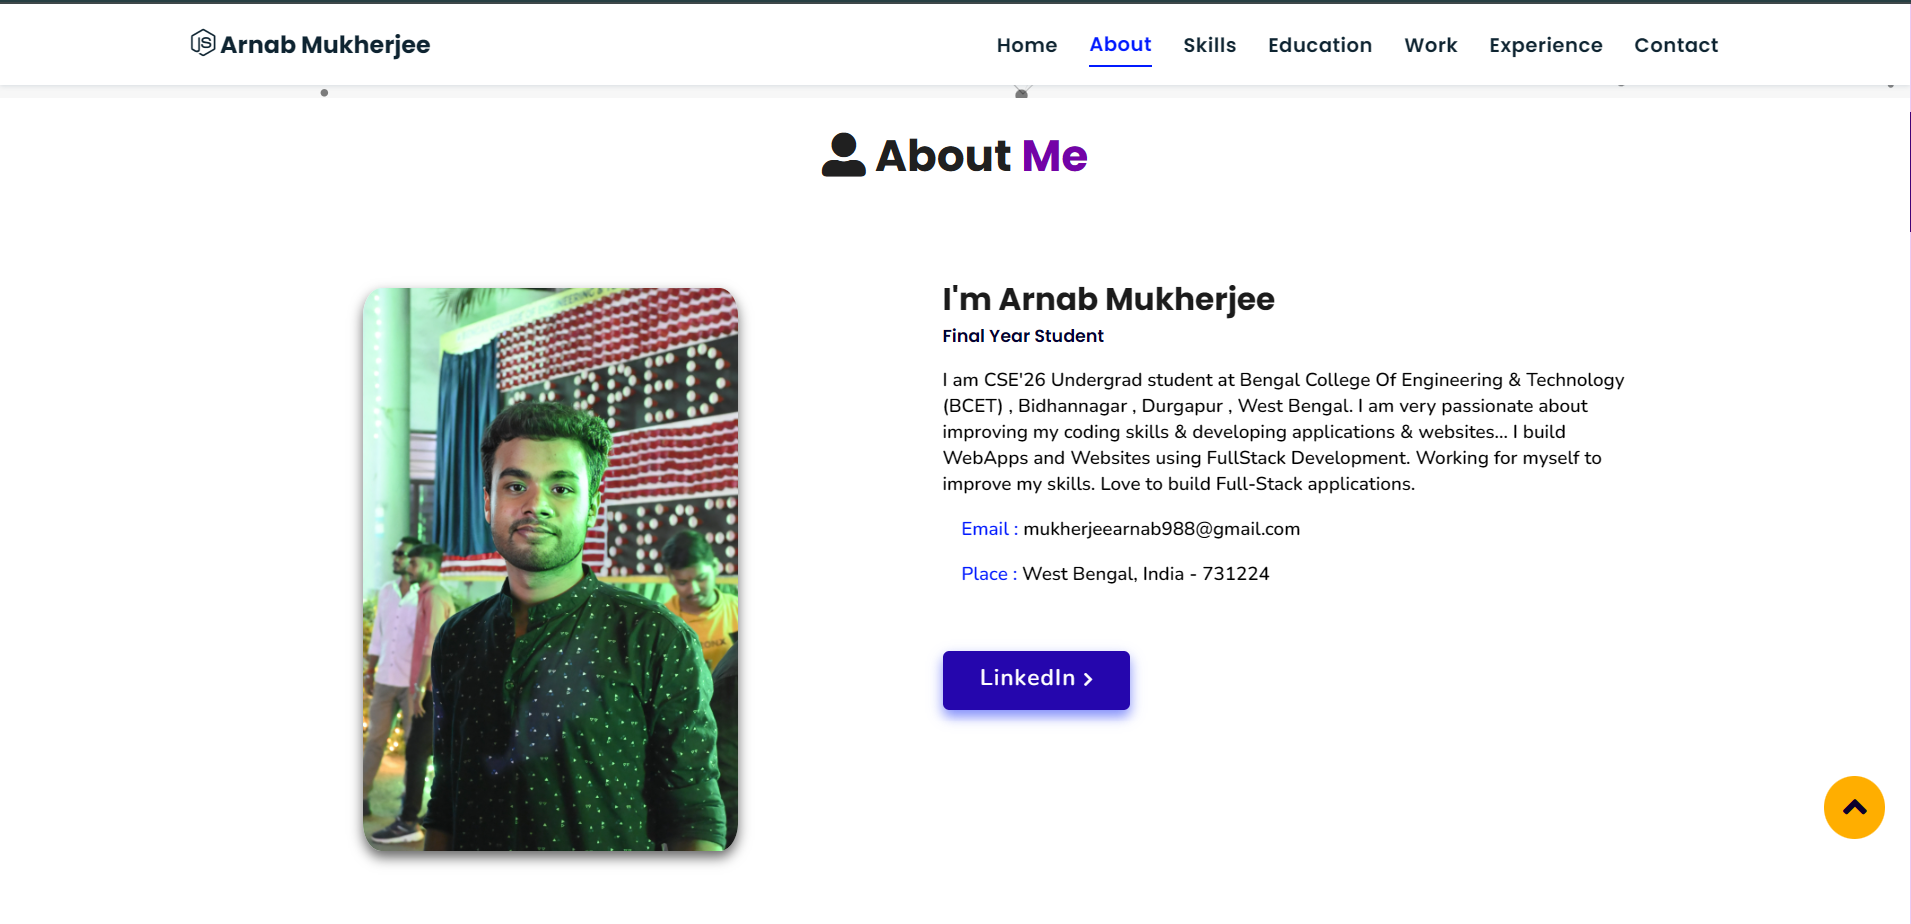 JS Arnab Mukherjee
Home About Skills Education Work Experience Contact
About Me
I'm Arnab Mukherjee
Final Year Student
I am CSE'26 Undergrad student at Bengal College Of Engineering & Technology
(BCET) , Bidhannagar , Durgapur , West Bengal. I am very passionate about
improving my coding skills & developing applications & websites... I build
WebApps and Websites using FullStack Development. Working for myself to
improve my skills. Love to build Full-Stack applications.
Email : mukherjeearnab988@gmail.com
Place : West Bengal, India - 731224
LinkedIn